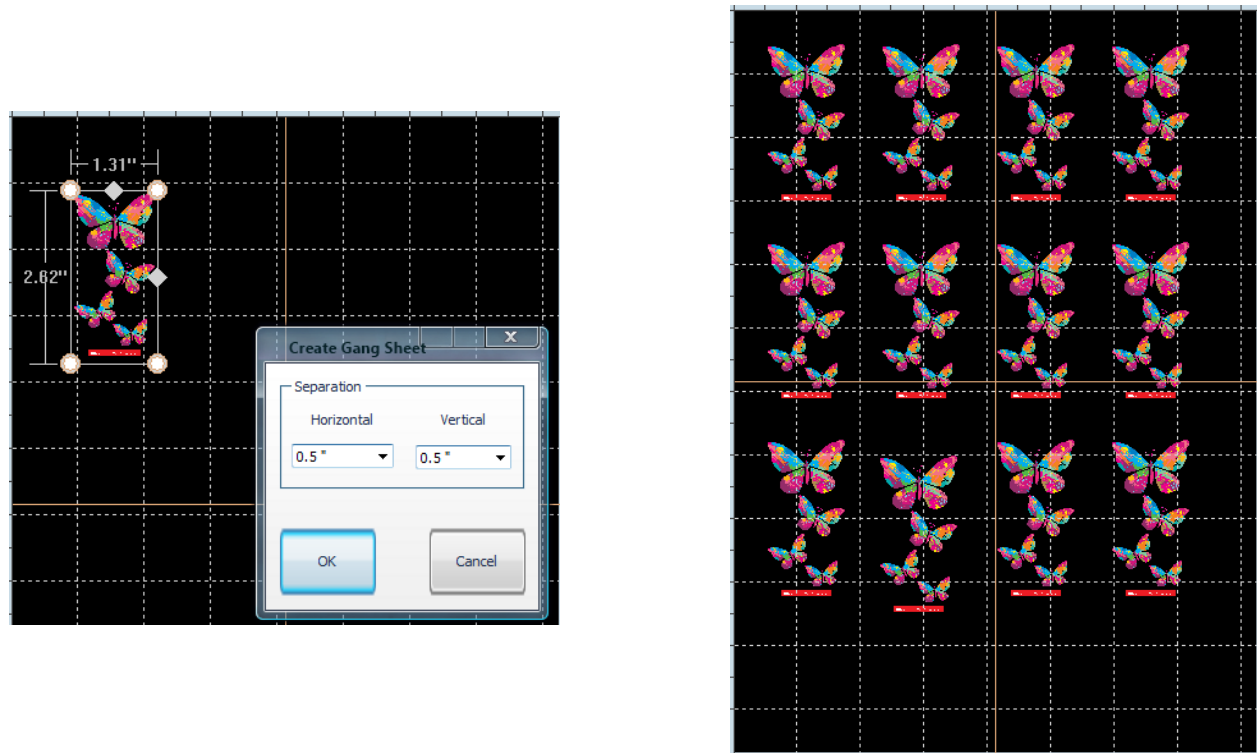 1.31"
2.62"
Create Gang Sheet
X
Separation
Horizontal Vertical
0.5 " 0.5 "
OK Cancel